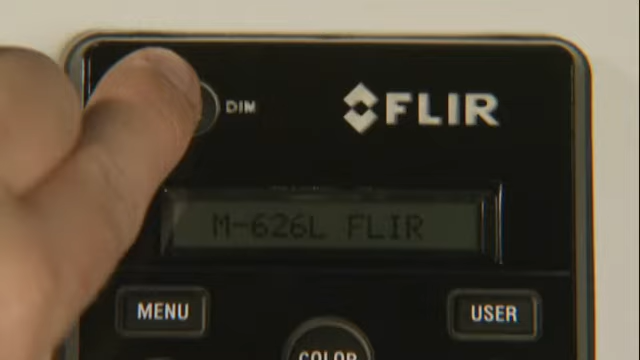 DIM
FLIR
M-626L FLIR
MENU
USER
COLOR